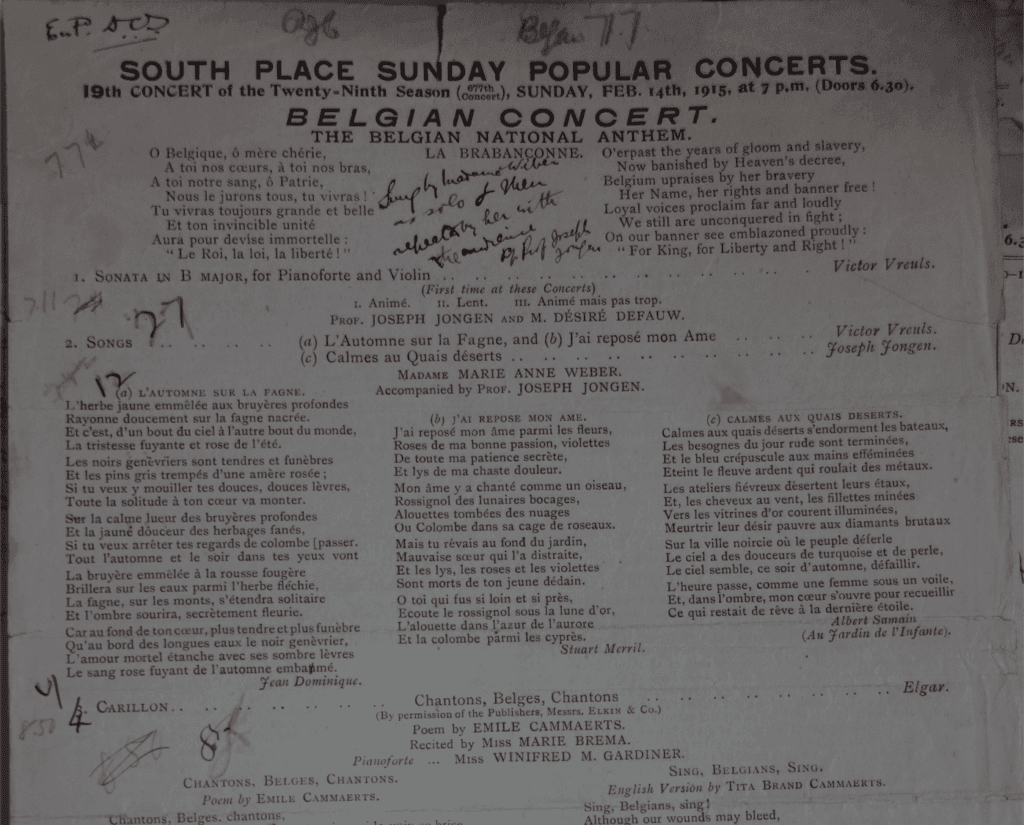 E.P. D.C.D
Began 7.7
SOUTH PLACE SUNDAY POPULAR CONCERTS.
19th CONCERT of the Twenty-Ninth Season (677th Concert), SUNDAY, FEB. 14th, 1915, at 7 p.m. (Doors 6.30).
BELGIAN CONCERT.
THE BELGIAN NATIONAL ANTHEM.
LA BRABANÇONNE.
O Belgique, ô mère chérie,
A toi nos cœurs, à toi nos bras,
A toi notre sang, ô Patrie,
Nous le jurons tous, tu vivras!
Tu vivras toujours grande et belle
Et ton invincible unité
Aura pour devise immortelle:
"Le Roi, la loi, la liberté!"
Sung by Madame Weber
as solo & then
repeated by her with
the audience
Prof Joseph
Jongen
O'erpast the years of gloom and slavery,
Now banished by Heaven's decree,
Belgium upraises by her bravery
Her Name, her rights and banner free!
Loyal voices proclaim far and loudly
We still are unconquered in fight;
On our banner see emblazoned proudly:
"For King, for Liberty and Right!"
1. SONATA IN B MAJOR, for Pianoforte and Violin .. .. .. .. .. .. .. .. Victor Vreuls.
(First time at these Concerts)
I. Animé. II. Lent. III. Animé mais pas trop.
PROF. JOSEPH JONGEN AND M. DÉSIRÉ DEFAUW.
27
2. SONGS .. .. .. (a) L'Automne sur la Fagne, and (b) J'ai reposé mon Ame .. .. .. Victor Vreuls.
(c) Calmes au Quais déserts .. .. .. .. .. .. .. .. Joseph Jongen.
MADAME MARIE ANNE WEBER.
Accompanied by PROF. JOSEPH JONGEN.
12
(a) L'AUTOMNE SUR LA FAGNE.
L'herbe jaune emmêlée aux bruyères profondes
Rayonne doucement sur la fagne nacrée.
Et c'est, d'un bout du ciel à l'autre bout du monde,
La tristesse fuyante et rose de l'été.
Les noirs genèvriers sont tendres et funèbres
Et les pins gris trempés d'une amère rosée;
Si tu veux y mouiller tes douces, douces lèvres,
Toute la solitude à ton cœur va monter.
Sur la calme lueur des bruyères profondes
Et la jaune douceur des herbages fanés,
Si tu veux arrêter tes regards de colombe [passer.
Tout l'automne et le soir dans tes yeux vont
La bruyère emmêlée à la rousse fougère
Brillera sur les eaux parmi l'herbe fléchie,
La fagne, sur les monts, s'étendra solitaire
Et l'ombre sourira, secrètement fleurie.
Car au fond de ton cœur, plus tendre et plus funèbre
Qu'au bord des longues eaux le noir genévrier,
L'amour mortel étanche avec ses sombre lèvres
Le sang rose fuyant de l'automne embaumé.
Jean Dominique.
(b) J'AI REPOSE MON AME.
J'ai reposé mon âme parmi les fleurs,
Roses de ma bonne passion, violettes
De toute ma patience secrète,
Et lys de ma chaste douleur.
Mon âme y a chanté comme un oiseau,
Rossignol des lunaires bocages,
Alouettes tombées des nuages
Ou Colombe dans sa cage de roseaux.
Mais tu rêvais au fond du jardin,
Mauvaise sœur qui l'a distraite,
Et les lys, les roses et les violettes
Sont morts de ton jeune dédain.
O toi qui fus si loin et si près,
Ecoute le rossignol sous la lune d'or,
L'alouette dans l'azur de l'aurore
Et la colombe parmi les cyprès.
Stuart Merril.
(c) CALMES AUX QUAIS DESERTS.
Calmes aux quais déserts s'endorment les bateaux,
Les besognes du jour rude sont terminées,
Et le bleu crépuscule aux mains efféminées
Eteint le fleuve ardent qui roulait des métaux.
Les ateliers fiévreux désertent leurs étaux,
Et, les cheveux au vent, les fillettes minées
Vers les vitrines d'or courent illuminées,
Meurtrir leur désir pauvre aux diamants brutaux
Sur la ville noircie où le peuple déferle
Le ciel a des douceurs de turquoise et de perle,
Le ciel semble, ce soir d'automne, défaillir.
L'heure passe, comme une femme sous un voile,
Et, dans l'ombre, mon cœur s'ouvre pour recueillir
Ce qui restait de rêve à la dernière étoile.
Albert Samain
(Au Jardin de l'Infante).
4
CARILLON.. .. .. .. .. Chantons, Belges, Chantons .. .. .. .. .. .. Elgar.
(By permission of the Publishers, Messrs. ELKIN & Co.)
Poem by EMILE CAMMAERTS.
Recited by MISS MARIE BREMA.
Pianoforte ... MISS WINIFRED M. GARDINER.
8.50
CHANTONS, BELGES, CHANTONS.
Poem by EMILE CAMMAERTS.
Chantons, Belges, chantons,
SING, BELGIANS, SING.
English Version by TITA BRAND CAMMAERTS.
Sing, Belgians, sing!
Although our wounds may bleed,